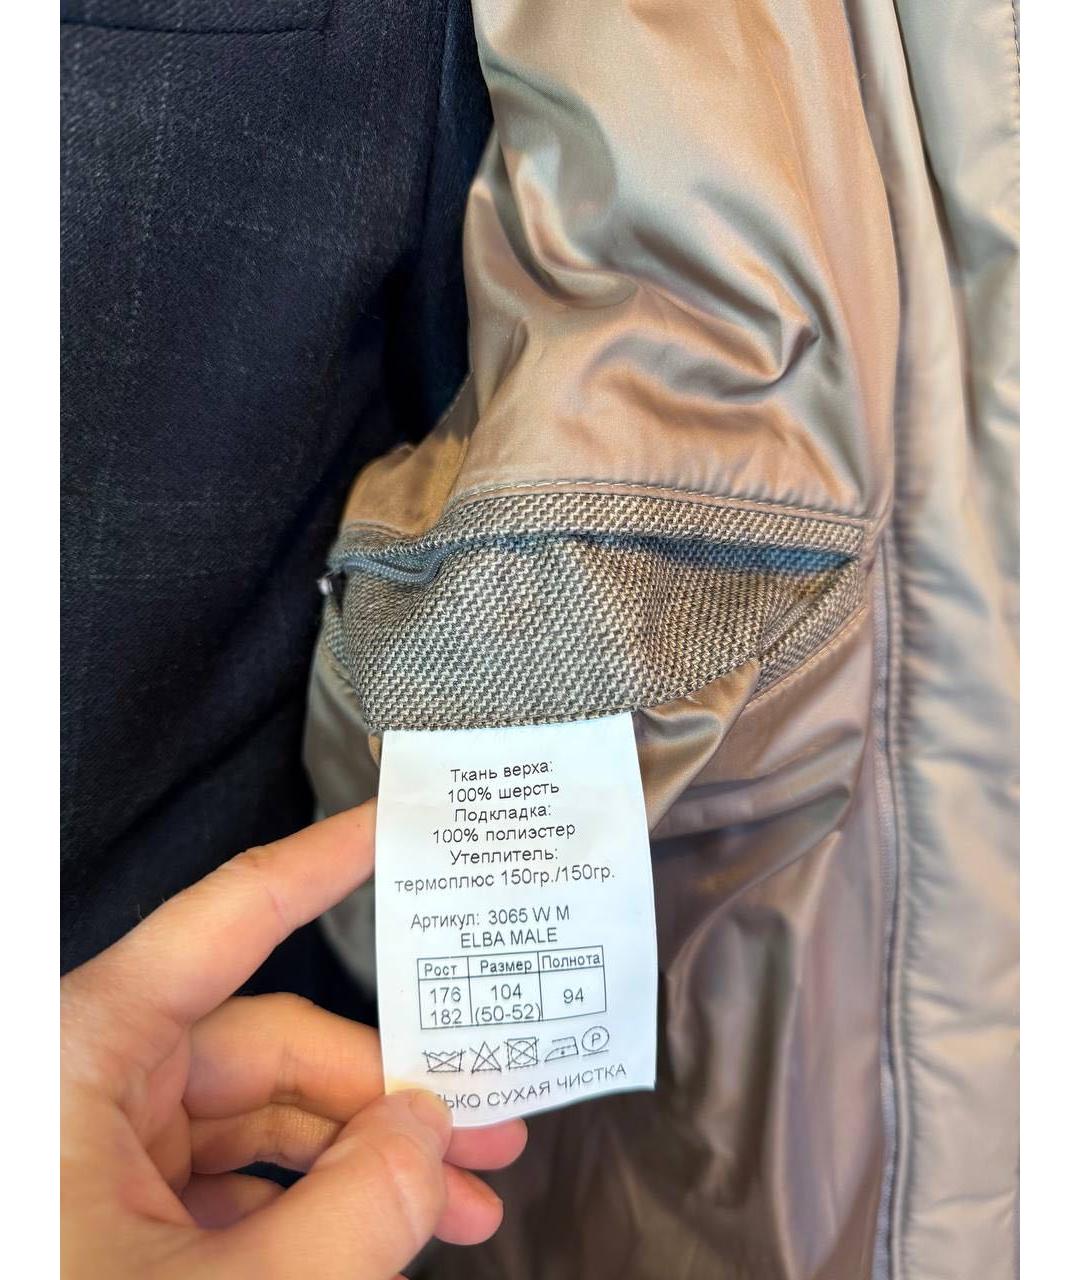 Ткань верха:
100% шерсть
Подкладка:
100% полиэстер
Утеплитель:
термоплюс 150гр./150гр.
Артикул: 3065 W M
ELBA MALE
Рост Размер Полнота
176 104 94
182 (50-52)
P
СУХАЯ ЧИСТКА